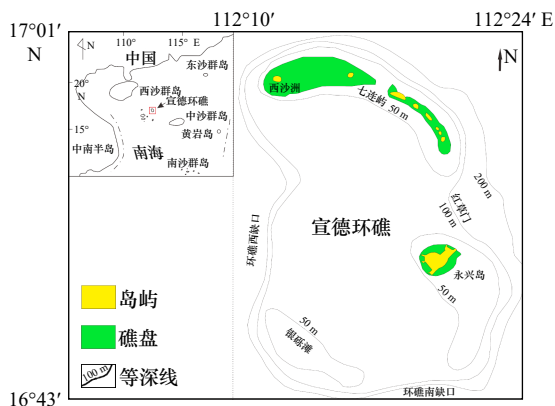 17°01′
N
112°10′
112°24′ E
N
110°
115° E
N
中国
东沙群岛
20°
N
西沙群岛
宣德环礁
中沙群岛
15°
黄岩岛
中南半岛
南海
南沙群岛
N
西沙洲
七连屿
50 m
200 m
红草门
100 m
宣德环礁
环礁西缺口
永兴岛
50 m
岛屿
50 m
银砾滩
礁盘
100 m
等深线
环礁南缺口
16°43′